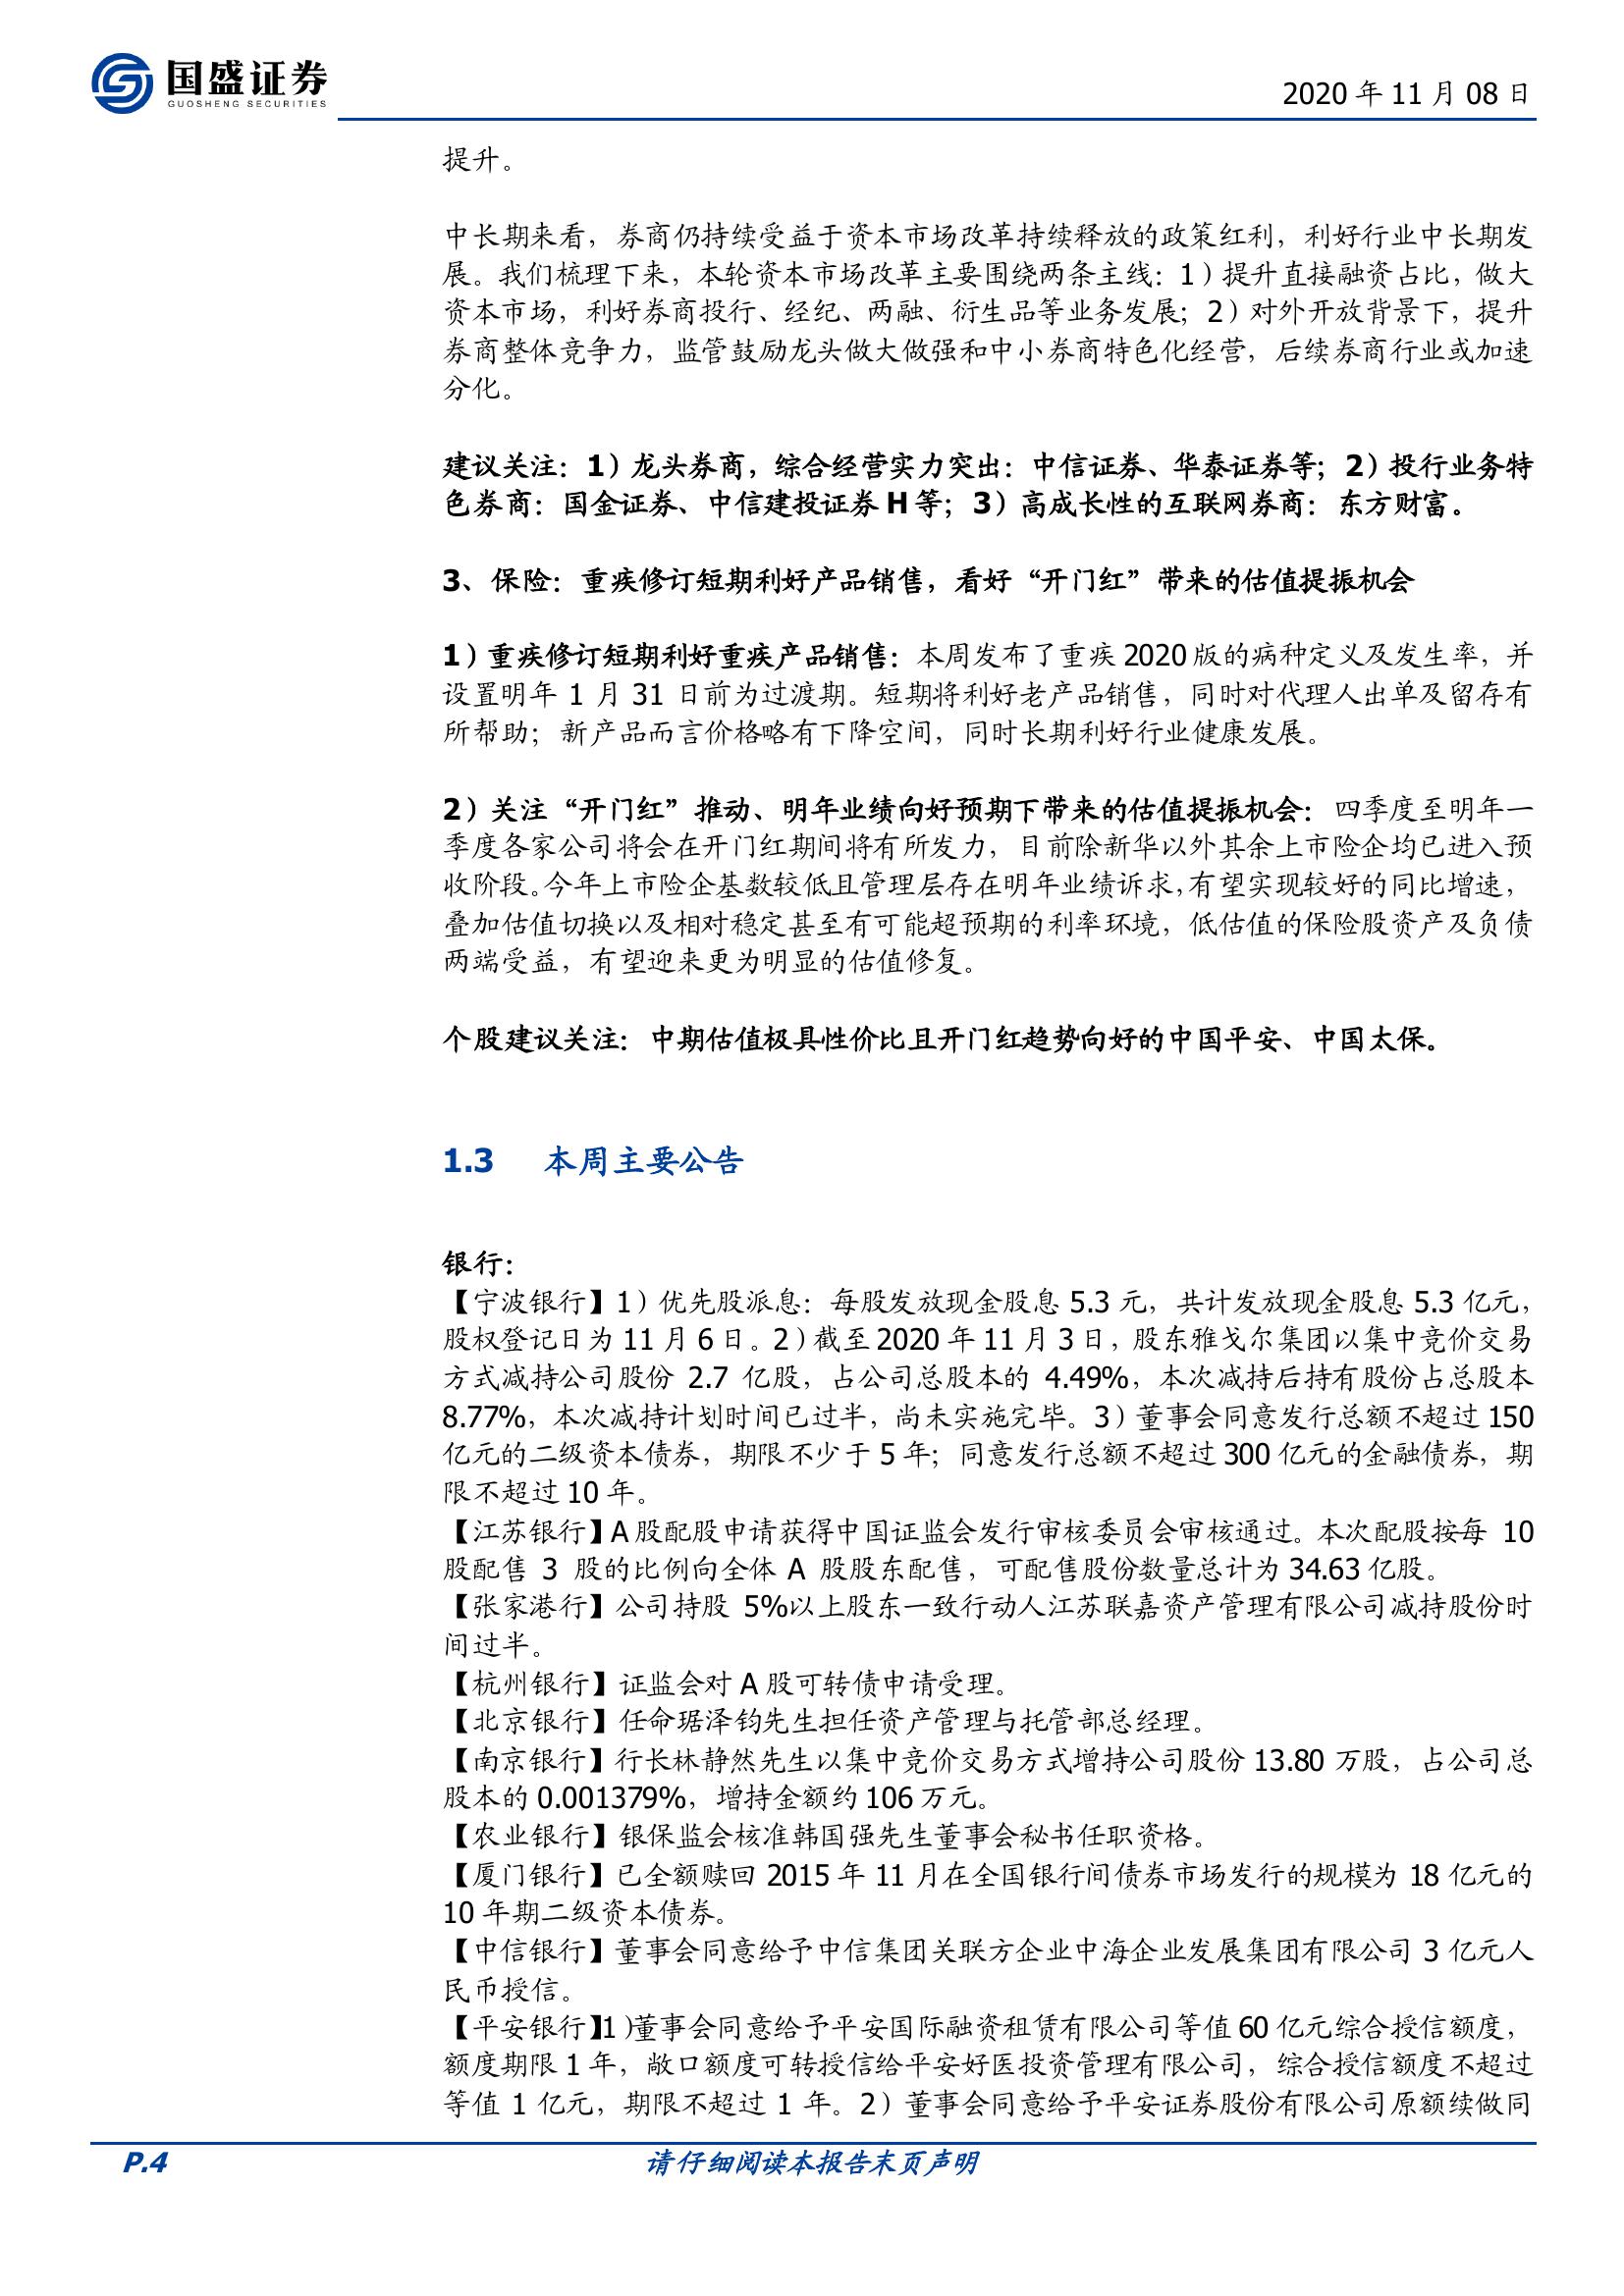 国盛证券
GUOSHENG SECURITIES
2020 年 11 月 08 日
提升。
中长期来看，券商仍持续受益于资本市场改革持续释放的政策红利，利好行业中长期发
展。我们梳理下来，本轮资本市场改革主要围绕两条主线：1）提升直接融资占比，做大
资本市场，利好券商投行、经纪、两融、衍生品等业务发展；2）对外开放背景下，提升
券商整体竞争力，监管鼓励龙头做大做强和中小券商特色化经营，后续券商行业或加速
分化。
建议关注：1）龙头券商，综合经营实力突出：中信证券、华泰证券等；2）投行业务特
色券商：国金证券、中信建投证券 H 等；3）高成长性的互联网券商：东方财富。
3、保险：重疾修订短期利好产品销售，看好“开门红”带来的估值提振机会
1）重疾修订短期利好重疾产品销售：本周发布了重疾 2020 版的病种定义及发生率，并
设置明年 1 月 31 日前为过渡期。短期将利好老产品销售，同时对代理人出单及留存有
所帮助；新产品而言价格略有下降空间，同时长期利好行业健康发展。
2）关注“开门红”推动、明年业绩向好预期下带来的估值提振机会：四季度至明年一
季度各家公司将会在开门红期间将有所发力，目前除新华以外其余上市险企均已进入预
收阶段。今年上市险企基数较低且管理层存在明年业绩诉求，有望实现较好的同比增速，
叠加估值切换以及相对稳定甚至有可能超预期的利率环境，低估值的保险股资产及负债
两端受益，有望迎来更为明显的估值修复。
个股建议关注：中期估值极具性价比且开门红趋势向好的中国平安、中国太保。
1.3 本周主要公告
银行：
【宁波银行】1）优先股派息：每股发放现金股息 5.3 元，共计发放现金股息 5.3 亿元，
股权登记日为 11 月 6 日。2）截至 2020 年 11 月 3 日，股东雅戈尔集团以集中竞价交易
方式减持公司股份 2.7 亿股，占公司总股本的 4.49%，本次减持后持有股份占总股本
8.77%，本次减持计划时间已过半，尚未实施完毕。3）董事会同意发行总额不超过 150
亿元的二级资本债券，期限不少于 5 年；同意发行总额不超过 300 亿元的金融债券，期
限不超过 10 年。
【江苏银行】A 股配股申请获得中国证监会发行审核委员会审核通过。本次配股按每 10
股配售 3 股的比例向全体 A 股股东配售，可配售股份数量总计为 34.63 亿股。
【张家港行】公司持股 5%以上股东一致行动人江苏联嘉资产管理有限公司减持股份时
间过半。
【杭州银行】证监会对 A 股可转债申请受理。
【北京银行】任命琚泽钧先生担任资产管理与托管部总经理。
【南京银行】行长林静然先生以集中竞价交易方式增持公司股份 13.80 万股，占公司总
股本的 0.001379%，增持金额约 106 万元。
【农业银行】银保监会核准韩国强先生董事会秘书任职资格。
【厦门银行】已全额赎回 2015 年 11 月在全国银行间债券市场发行的规模为 18 亿元的
10 年期二级资本债券。
【中信银行】董事会同意给予中信集团关联方企业中海企业发展集团有限公司 3 亿元人
民币授信。
【平安银行】1）董事会同意给予平安国际融资租赁有限公司等值 60 亿元综合授信额度，
额度期限 1 年，敞口额度可转授信给平安好医投资管理有限公司，综合授信额度不超过
等值 1 亿元，期限不超过 1 年。2）董事会同意给予平安证券股份有限公司原额续做同
P.4
请仔细阅读本报告末页声明